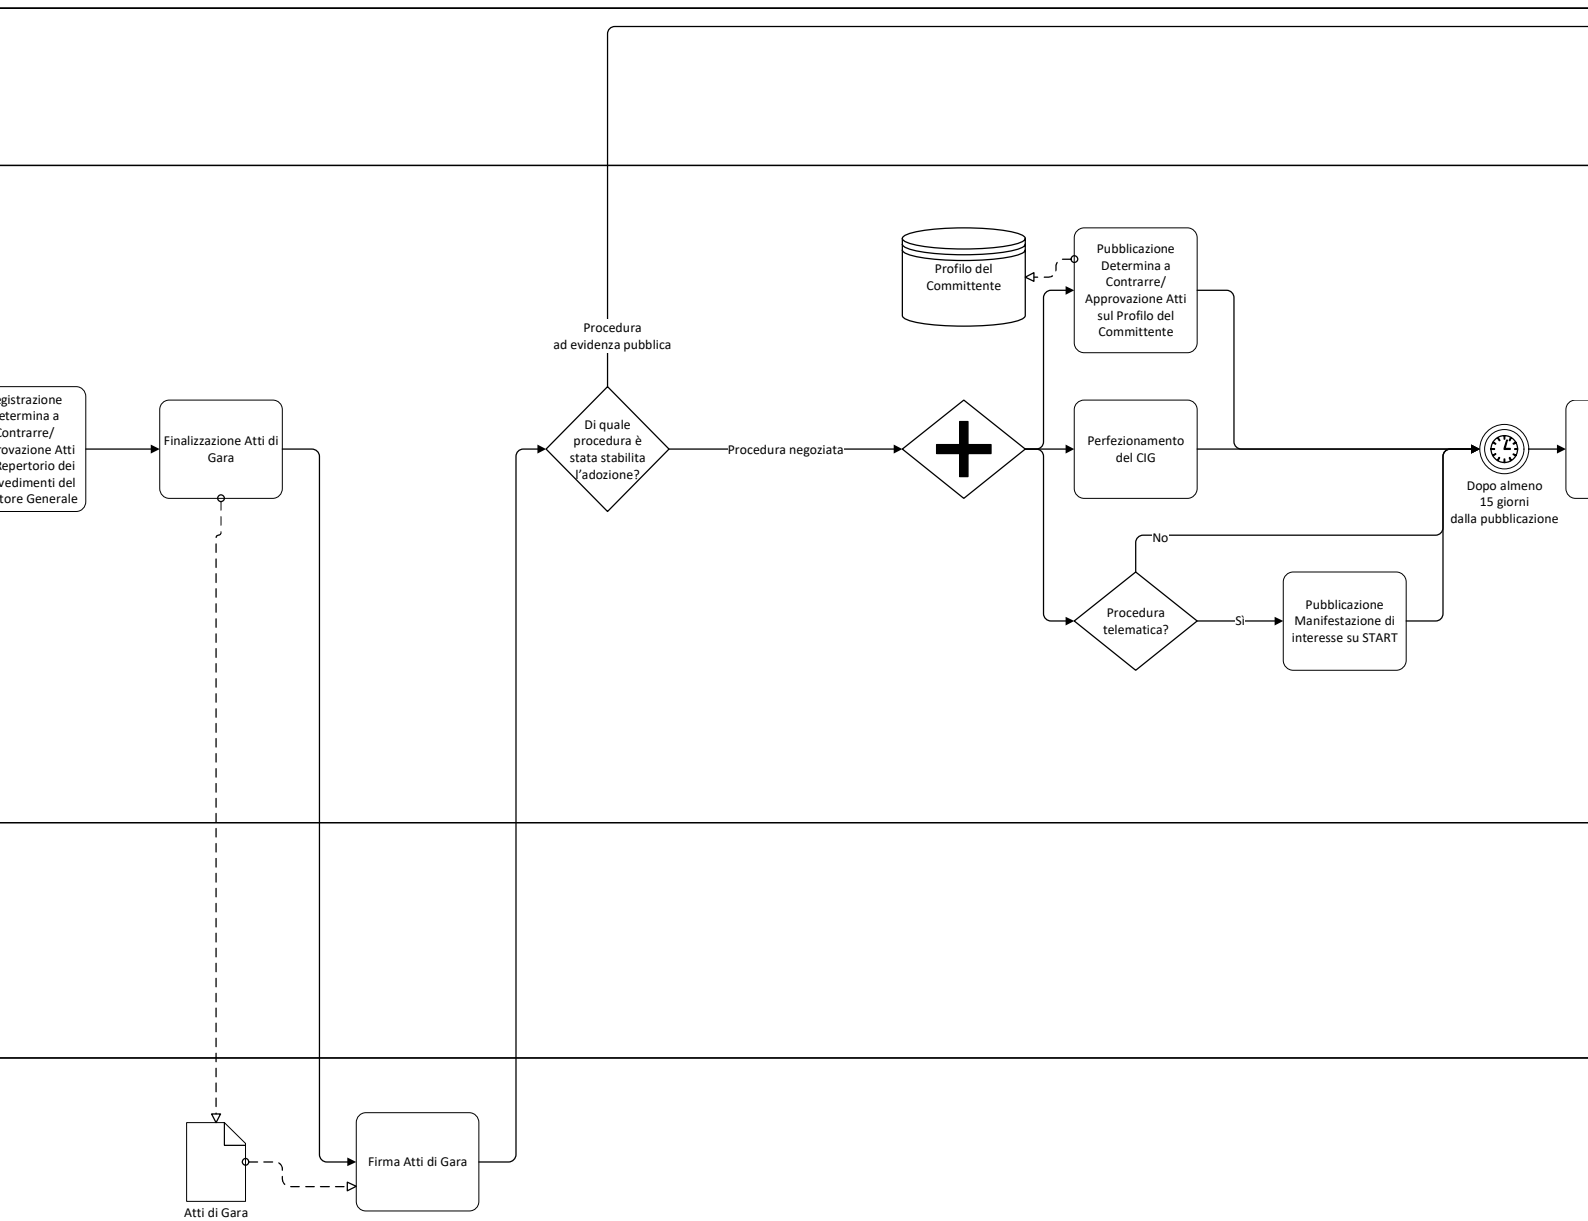 Procedura
ad evidenza pubblica
Profilo del
Committente
Pubblicazione
Determina a
Contrarre/
Approvazione Atti
sul Profilo del
Committente
egistrazione
etermina a
Contrarre/
rovazione Atti
Repertorio dei
vedimenti del
tore Generale
Finalizzazione Atti di
Gara
Di quale
procedura è
stata stabilita
l'adozione?
Procedura negoziata
Perfezionamento
del CIG
Dopo almeno
15 giorni
dalla pubblicazione
No
Procedura
telematica?
Sì
Pubblicazione
Manifestazione di
interesse su START
Firma Atti di Gara
Atti di Gara